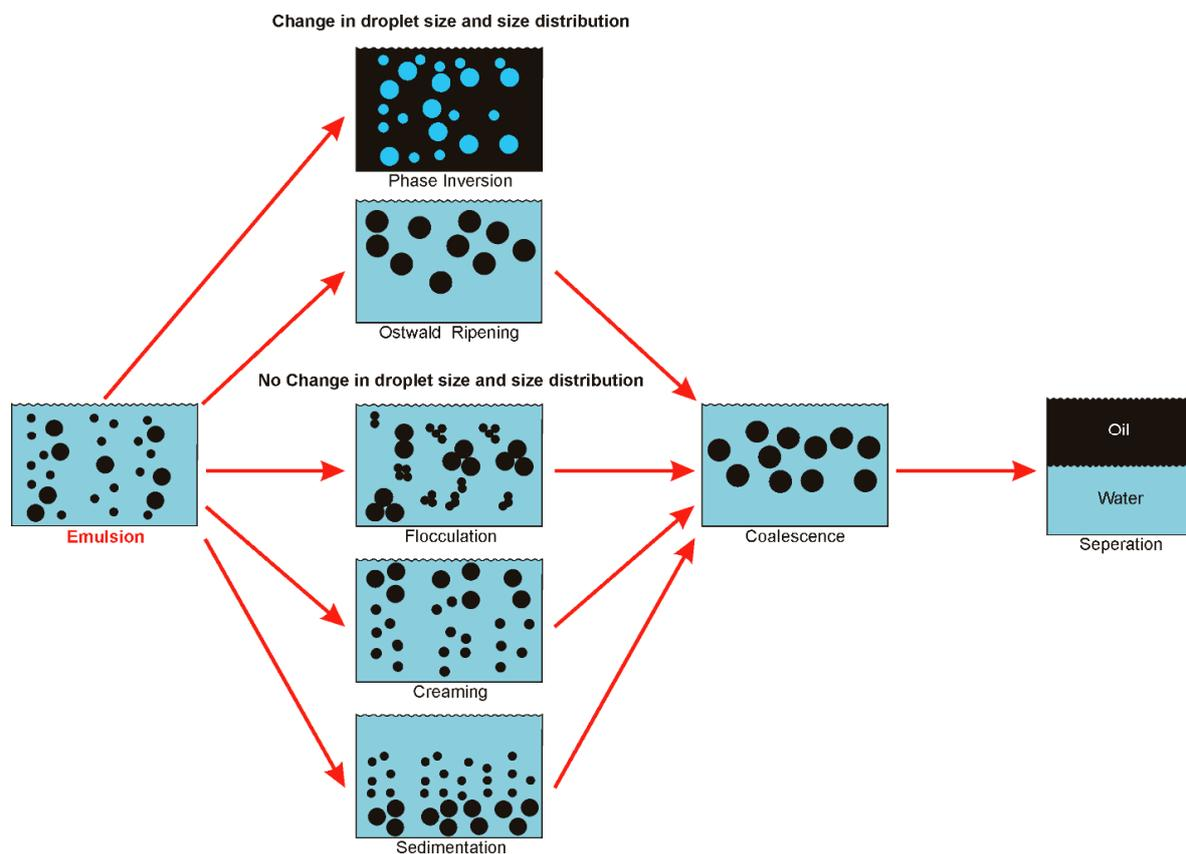 Change in droplet size and size distribution
Phase Inversion
Ostwald Ripening
No Change in droplet size and size distribution
Emulsion
Flocculation
Coalescence
Oil
Water
Seperation
Creaming
Sedimentation